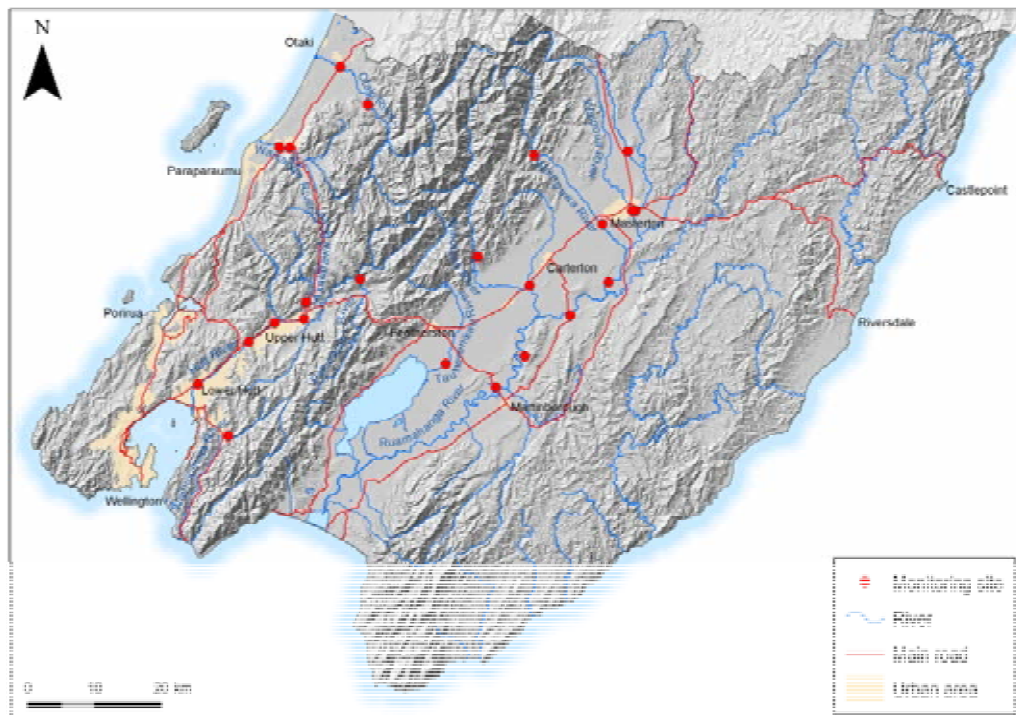 N
Otaki
Paraparaumu
Masterton
Castlepoint
Carterton
Porirua
Featherston
Riversdale
Upper Hutt
Lower Hutt
Martinborough
Ruamahanga River
Wellington
Monitoring site
River
Main road
Urban area
0 10 20 km